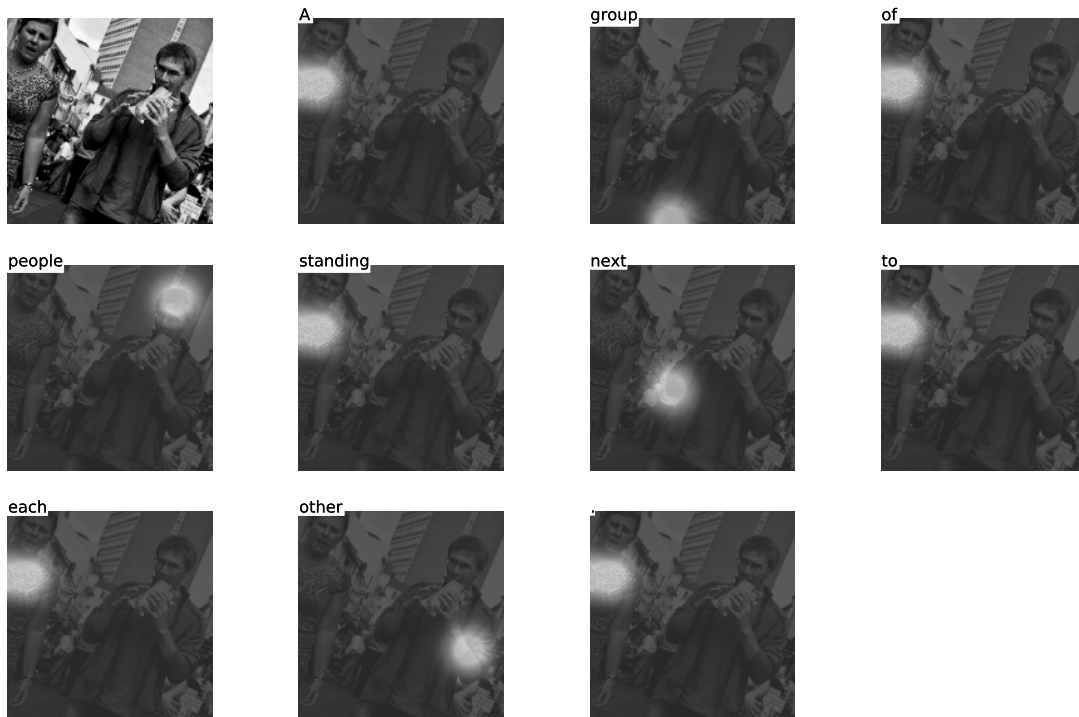 A group of
people standing next to
each other .